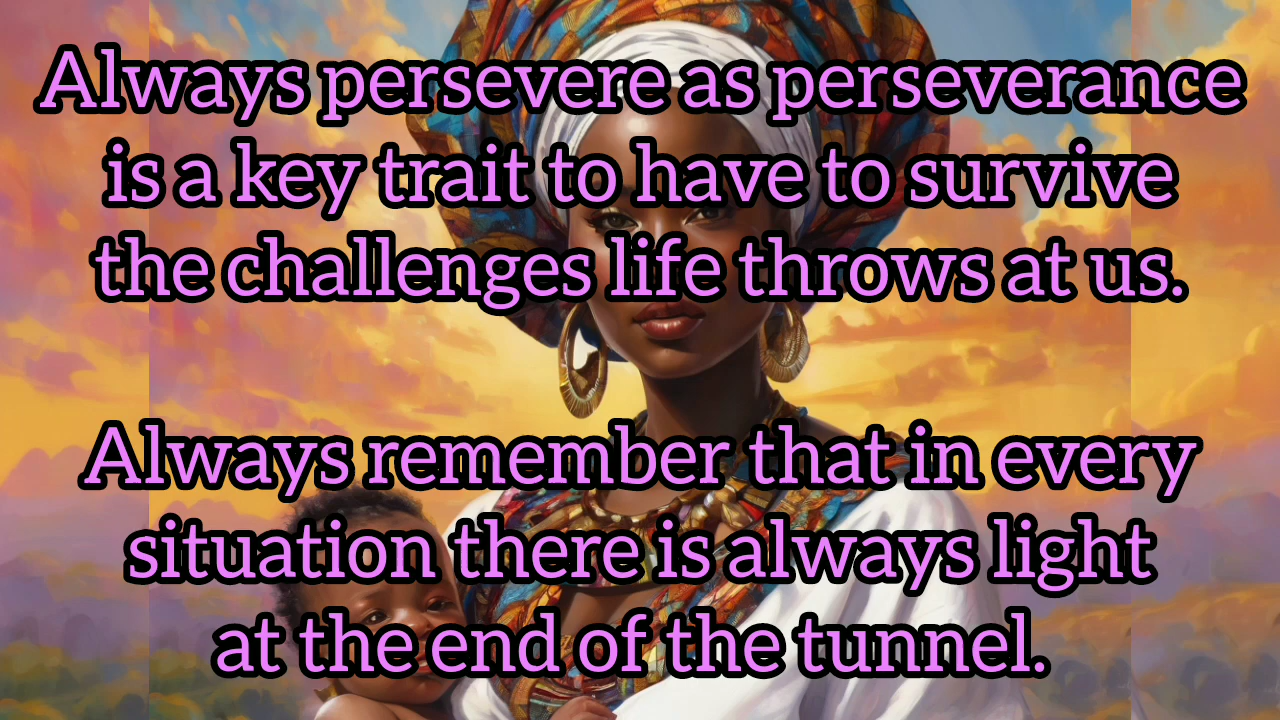 Always persevere as perseverance
is a key trait to have to survive
the challenges life throws at us.
Always remember that in every
situation there is always light
at the end of the tunnel.